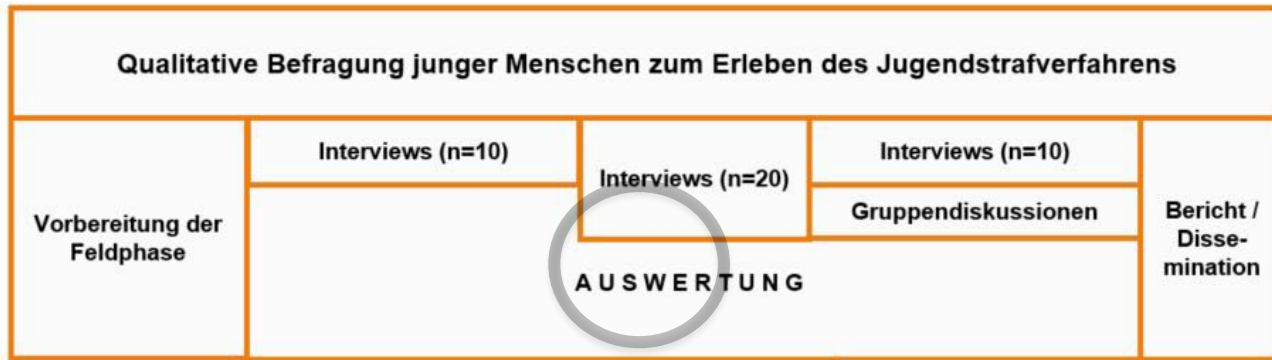 Qualitative Befragung junger Menschen zum Erleben des Jugendstrafverfahrens
Vorbereitung der
Feldphase
Interviews (n=10)
Interviews (n=20)
Interviews (n=10)
Gruppendiskussionen
A U S W E R T U N G
Bericht /
Disse-
mination